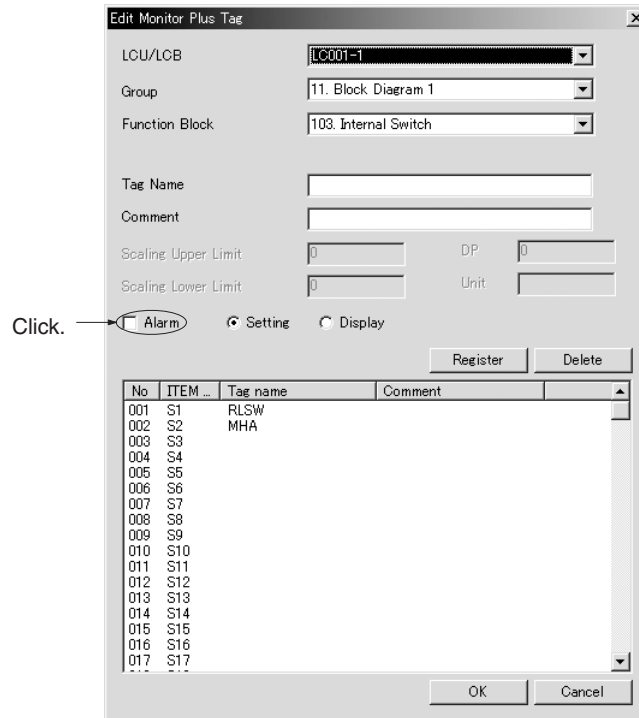 Edit Monitor Plus Tag
LCU/LCB
LC001-1
Group
11. Block Diagram 1
Function Block
103. Internal Switch
Tag Name
Comment
Scaling Upper Limit 0 DP 0
Scaling Lower Limit 0 Unit
Click.
Alarm Setting Display
Register Delete
No ITEM ... Tag name Comment
001 S1 RLSW
002 S2 MHA
003 S3
004 S4
005 S5
006 S6
007 S7
008 S8
009 S9
010 S10
011 S11
012 S12
013 S13
014 S14
015 S15
016 S16
017 S17
OK Cancel